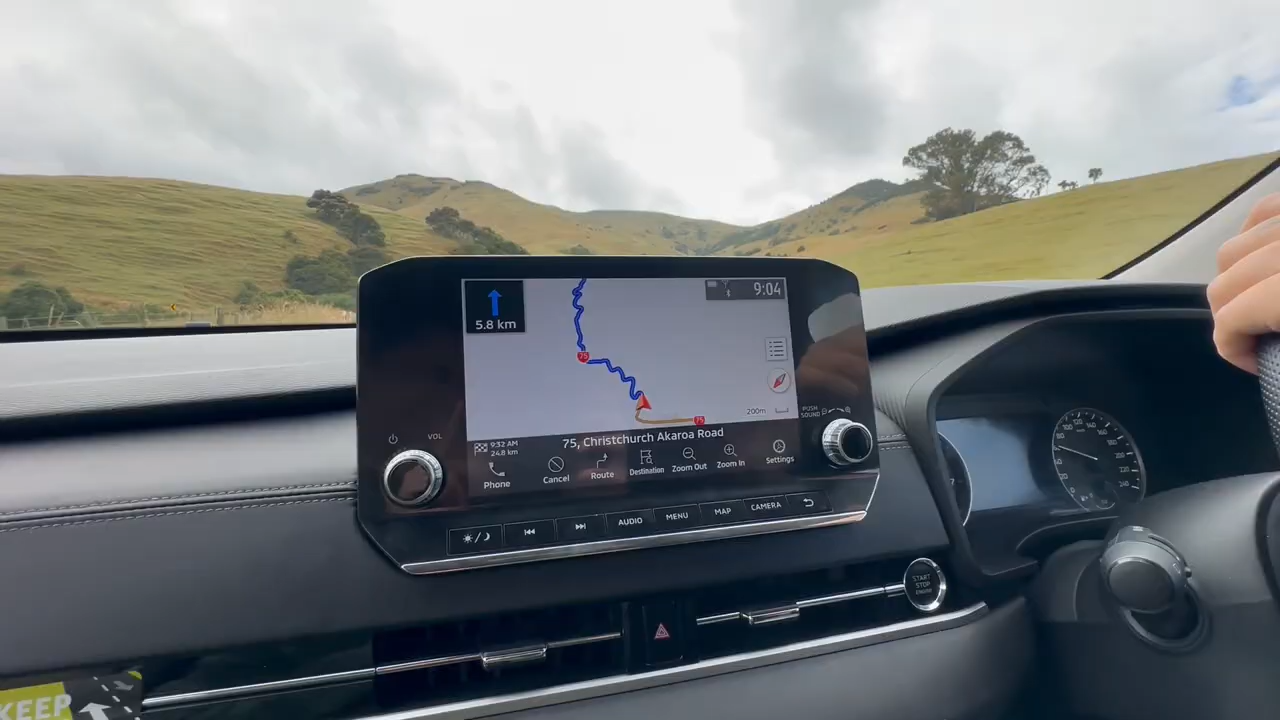 5.8 km
9:04
75
75
200m
75, Christchurch Akaroa Road
9:32 AM
24.8 km
Phone
Cancel
Route
Destination
Zoom Out
Zoom In
Settings
VOL
PUSH
SOUND
AUDIO
MENU
MAP
CAMERA
START
STOP
ENGINE
KEEP